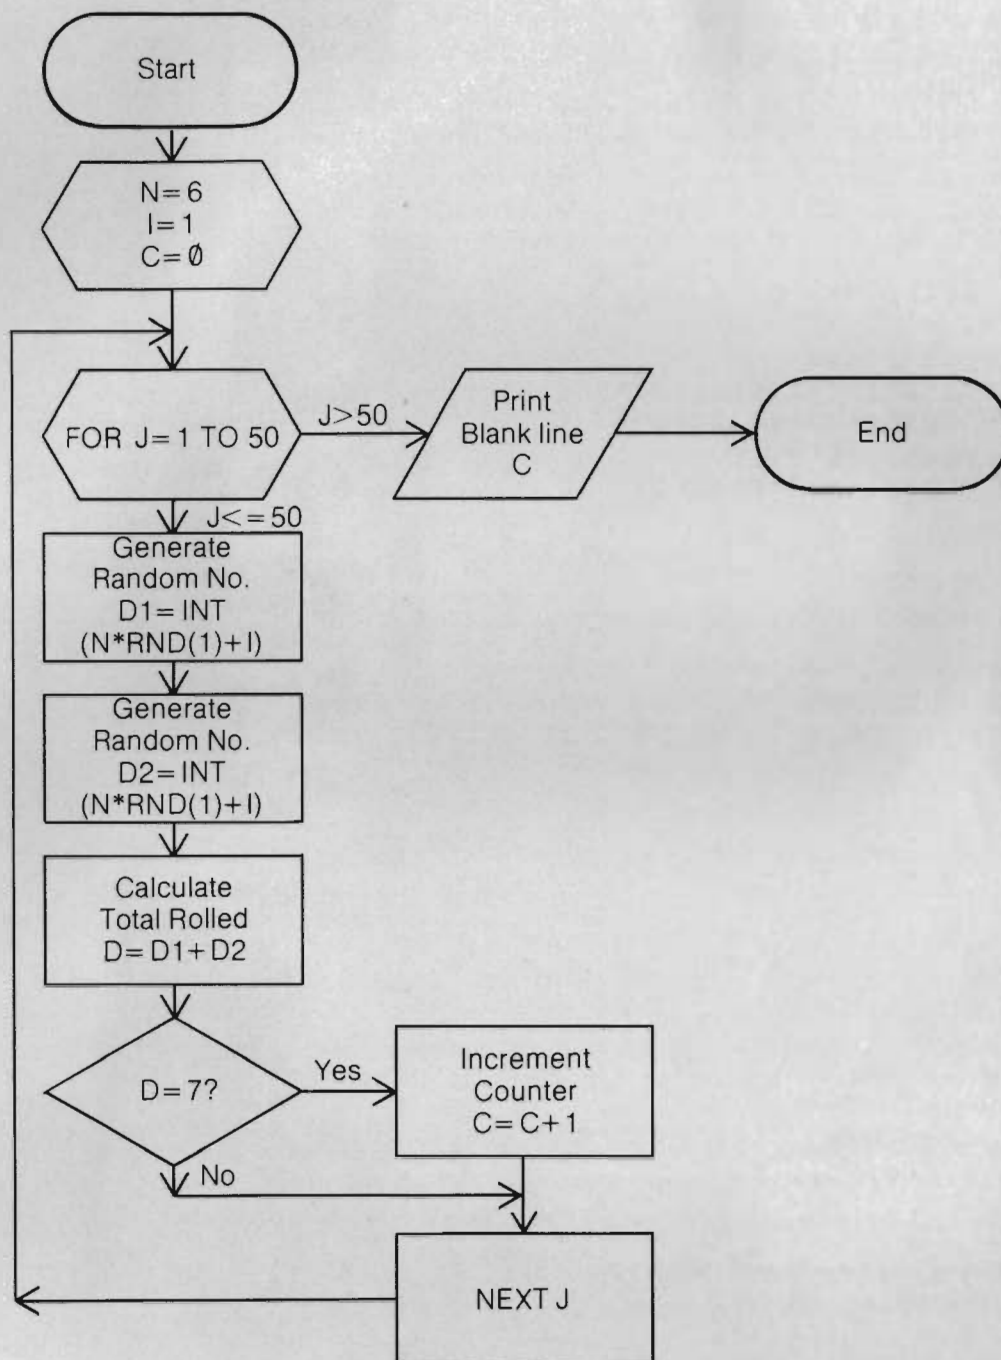 Start
N=6
I=1
C=Ø
FOR J=1 TO 50
J>50
Print
Blank line
C
End
J<=50
Generate
Random No.
D1=INT
(N*RND(1)+I)
Generate
Random No.
D2=INT
(N*RND(1)+I)
Calculate
Total Rolled
D=D1+D2
D=7?
Yes
Increment
Counter
C=C+1
No
NEXT J